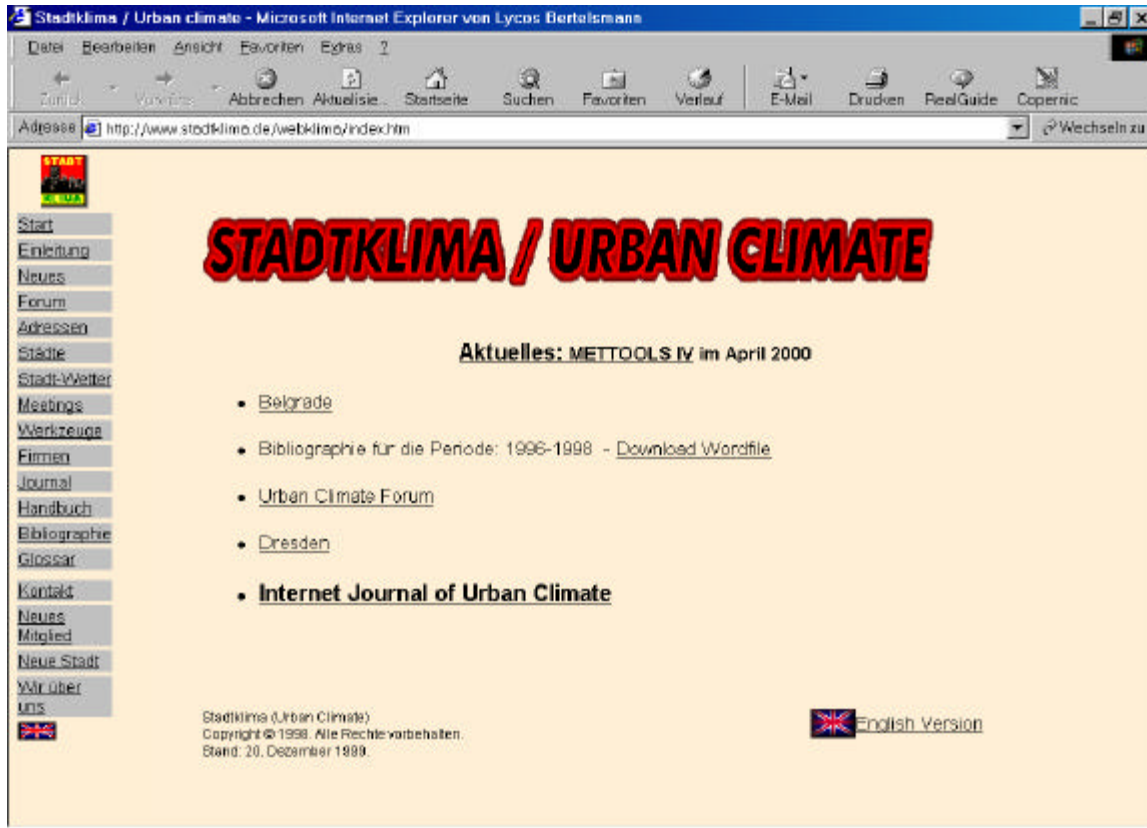 Stadtklima / Urban climate - Microsoft Internet Explorer von Lycos Bertelsmann
Datei Bearbeiten Ansicht Favoriten Extras ?
Zurück Vorwärts Abbrechen Aktualisie... Startseite Suchen Favoriten Verlauf E-Mail Drucken RealGuide Copernic
Adresse http://www.stadtklima.de/webklima/index.htm Wechseln zu
STADT
KLIMA
Start
Einleitung
Neues
Forum
Adressen
Städte
Stadt-Wetter
Meetings
Werkzeuge
Firmen
Journal
Handbuch
Bibliographie
Glossar
Kontakt
Neues
Mitglied
Neue Stadt
Wir über
uns
STADTKLIMA / URBAN CLIMATE
Aktuelles: METTOOLS IV im April 2000
Belgrade
Bibliographie für die Periode: 1996-1998 - Download Wordfile
Urban Climate Forum
Dresden
Internet Journal of Urban Climate
Stadtklima (Urban Climate)
Copyright © 1998. Alle Rechte vorbehalten.
Stand: 20. Dezember 1999.
English Version